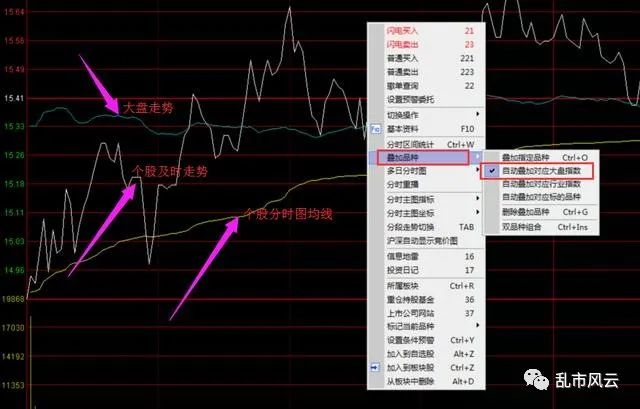 15.64
15.56
15.49
15.41
15.33
15.26
15.18
15.11
15.03
14.96
19868
17030
14192
11353
大盘走势
个股及时走势
个股分时图均线
闪电买入 21
闪电卖出 23
普通买入 221
普通卖出 223
撤单查询 22
设置预警委托
切换操作
F10 基本资料 F10
分时区间统计 Ctrl+W
叠加品种
多日分时图
分时重播
分时主图指标
分时主图坐标
分段走势切换 TAB
沪深自动显示竞价图
信息地雷 16
投资日记 17
所属板块 Ctrl+R
重仓持股基金 36
上市公司网站 37
标记当前品种
设置条件预警 Ctrl+Y
加入到自选股 Alt+Z
加入到板块股 Ctrl+Z
从板块中删除 Alt+D
叠加指定品种 Ctrl+O
自动叠加对应大盘指数
自动叠加对应行业指数
自动叠加对应标的品种
删除叠加品种 Ctrl+G
双品种组合 Ctrl+Ins
乱市风云